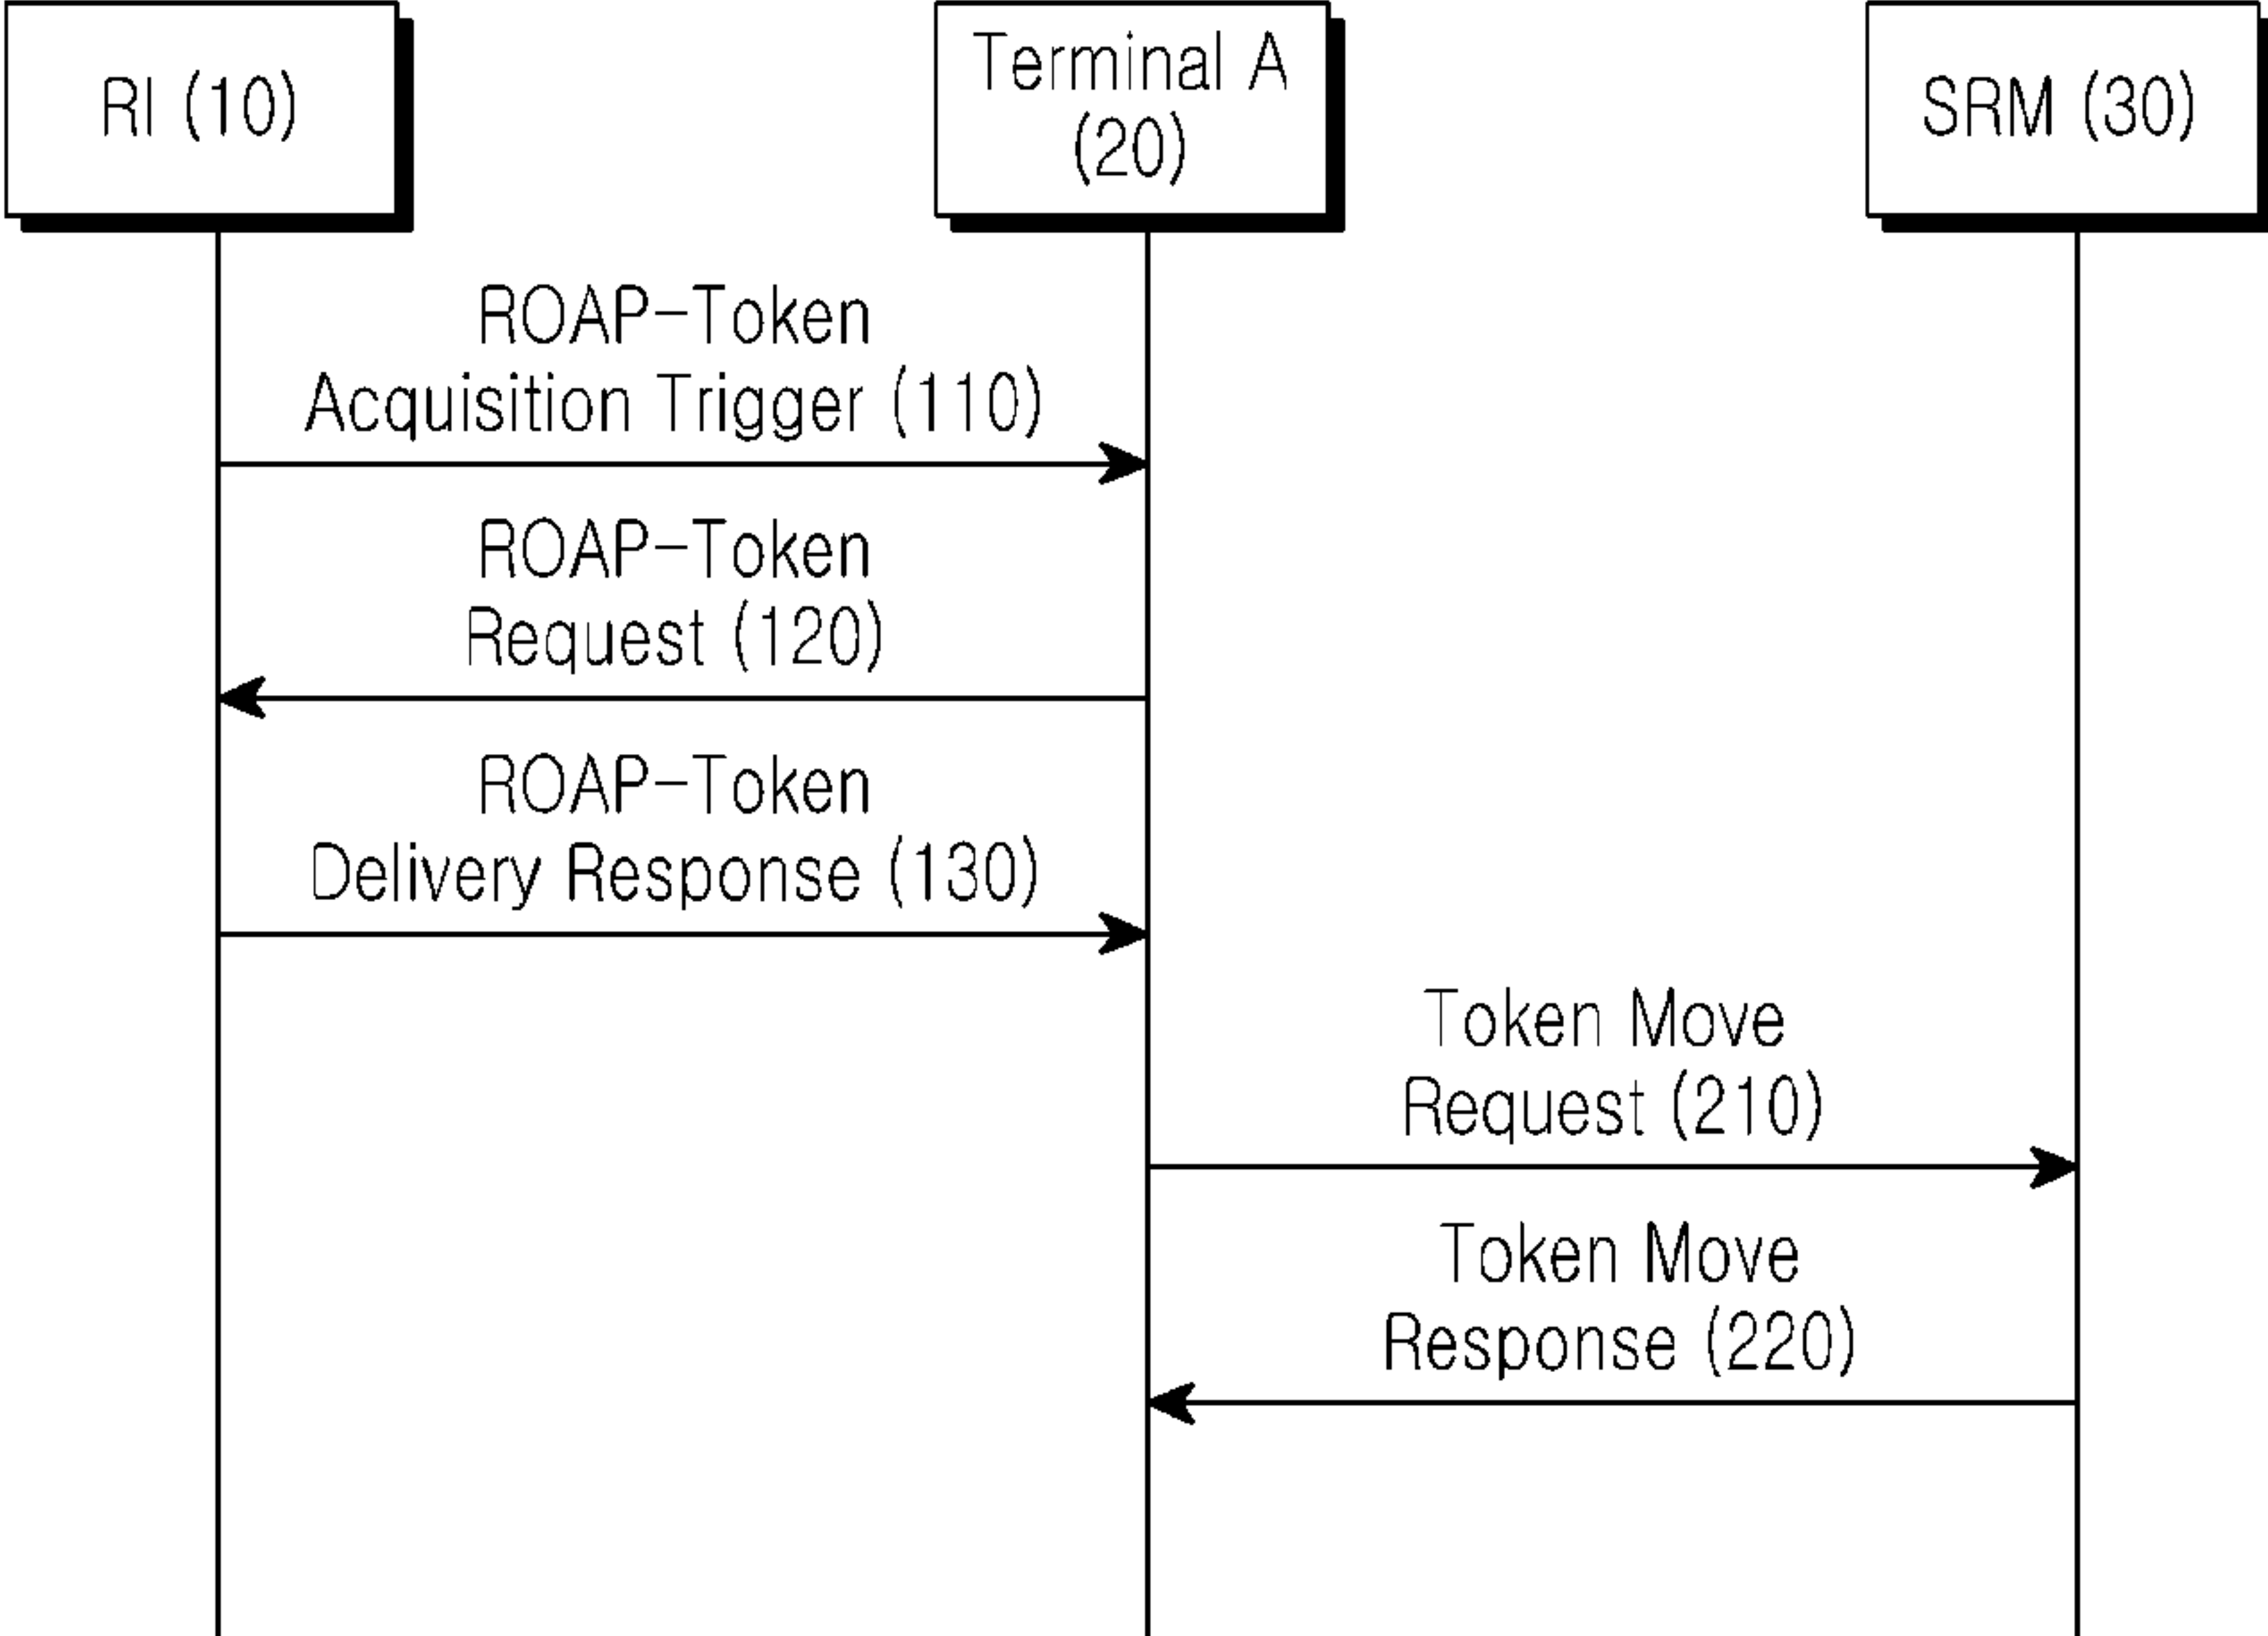 RI (10)
Terminal A
(20)
SRM (30)
ROAP-Token
Acquisition Trigger (110)
ROAP-Token
Request (120)
ROAP-Token
Delivery Response (130)
Token Move
Request (210)
Token Move
Response (220)